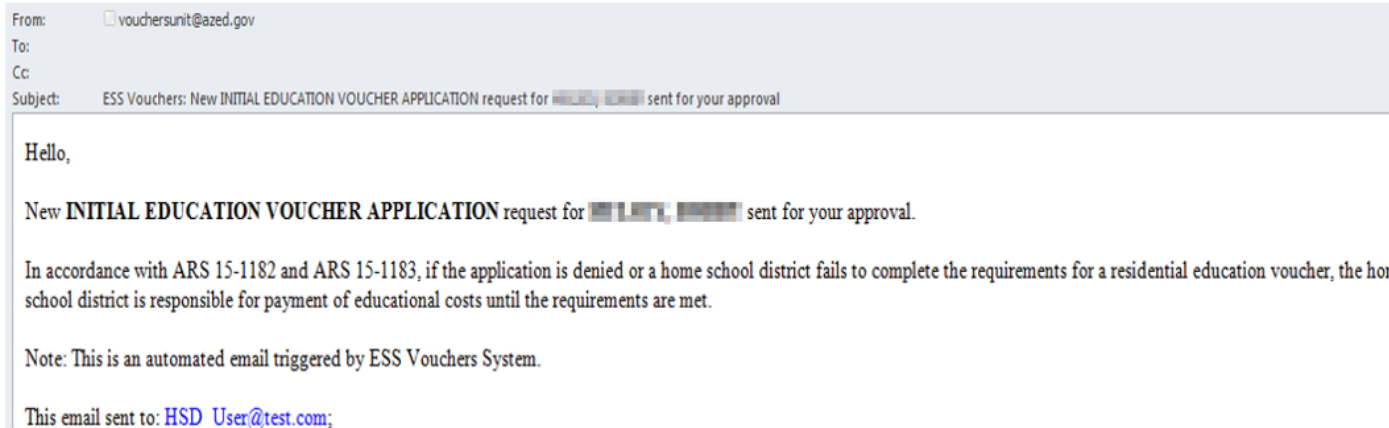 From: vouchersunit@azed.gov
To:
Cc:
Subject: ESS Vouchers: New INITIAL EDUCATION VOUCHER APPLICATION request for sent for your approval
Hello,
New INITIAL EDUCATION VOUCHER APPLICATION request for sent for your approval.
In accordance with ARS 15-1182 and ARS 15-1183, if the application is denied or a home school district fails to complete the requirements for a residential education voucher, the
school district is responsible for payment of educational costs until the requirements are met.
Note: This is an automated email triggered by ESS Vouchers System.
This email sent to: HSD_User@test.com;